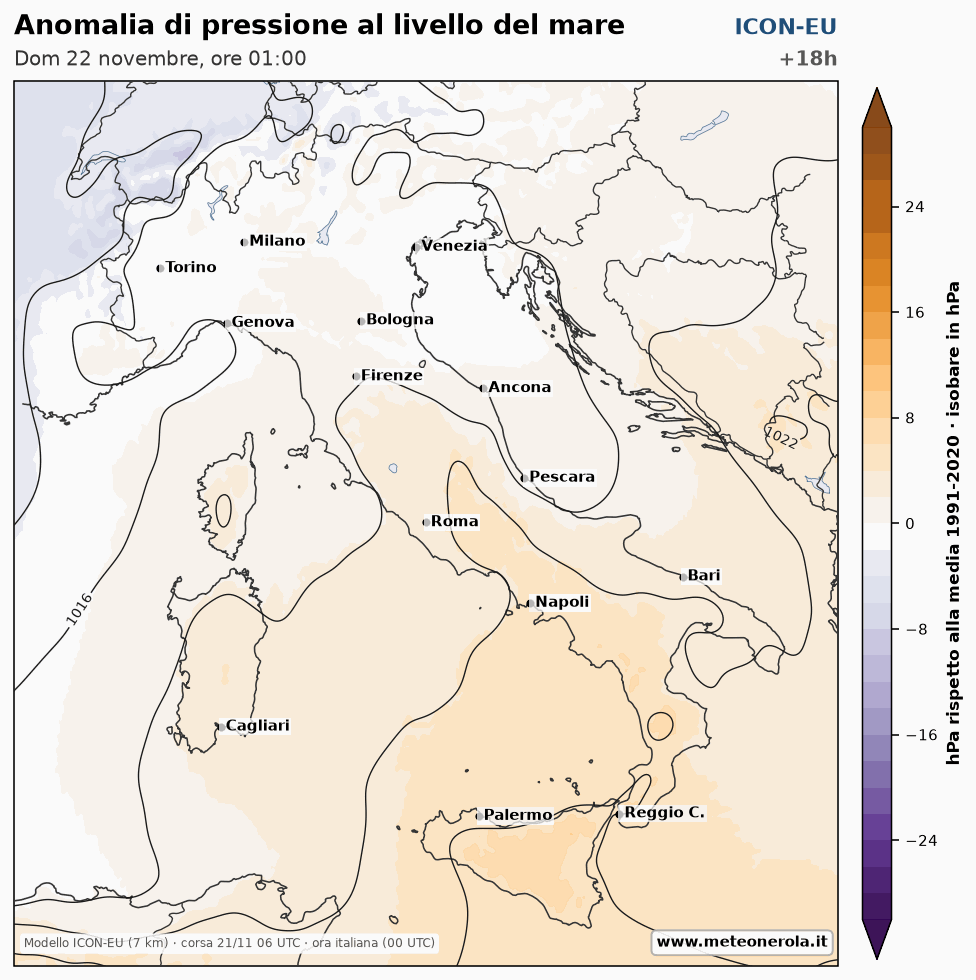 Anomalia di pressione al livello del mare
ICON-EU
Dom 22 novembre, ore 01:00
+18h
Milano
Venezia
Torino
Genova
Bologna
Firenze
Ancona
1022
Pescara
Roma
Bari
1016
Napoli
Cagliari
Palermo
Reggio C.
24
16
8
0
−8
−16
−24
hPa rispetto alla media 1991-2020 · isobare in hPa
Modello ICON-EU (7 km) · corsa 21/11 06 UTC · ora italiana (00 UTC)
www.meteonerola.it